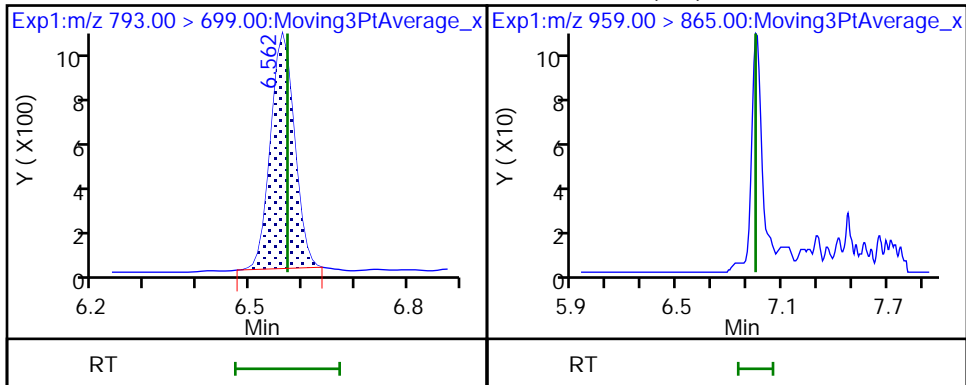 Exp1:m/z 793.00 > 699.00:Moving3PtAverage_x
6.562
Y ( X100)
10
8
6
4
2
0
6.2
6.5
6.8
Min
RT
Exp1:m/z 959.00 > 865.00:Moving3PtAverage_x
Y ( X10)
10
8
6
4
2
0
5.9
6.5
7.1
7.7
Min
RT